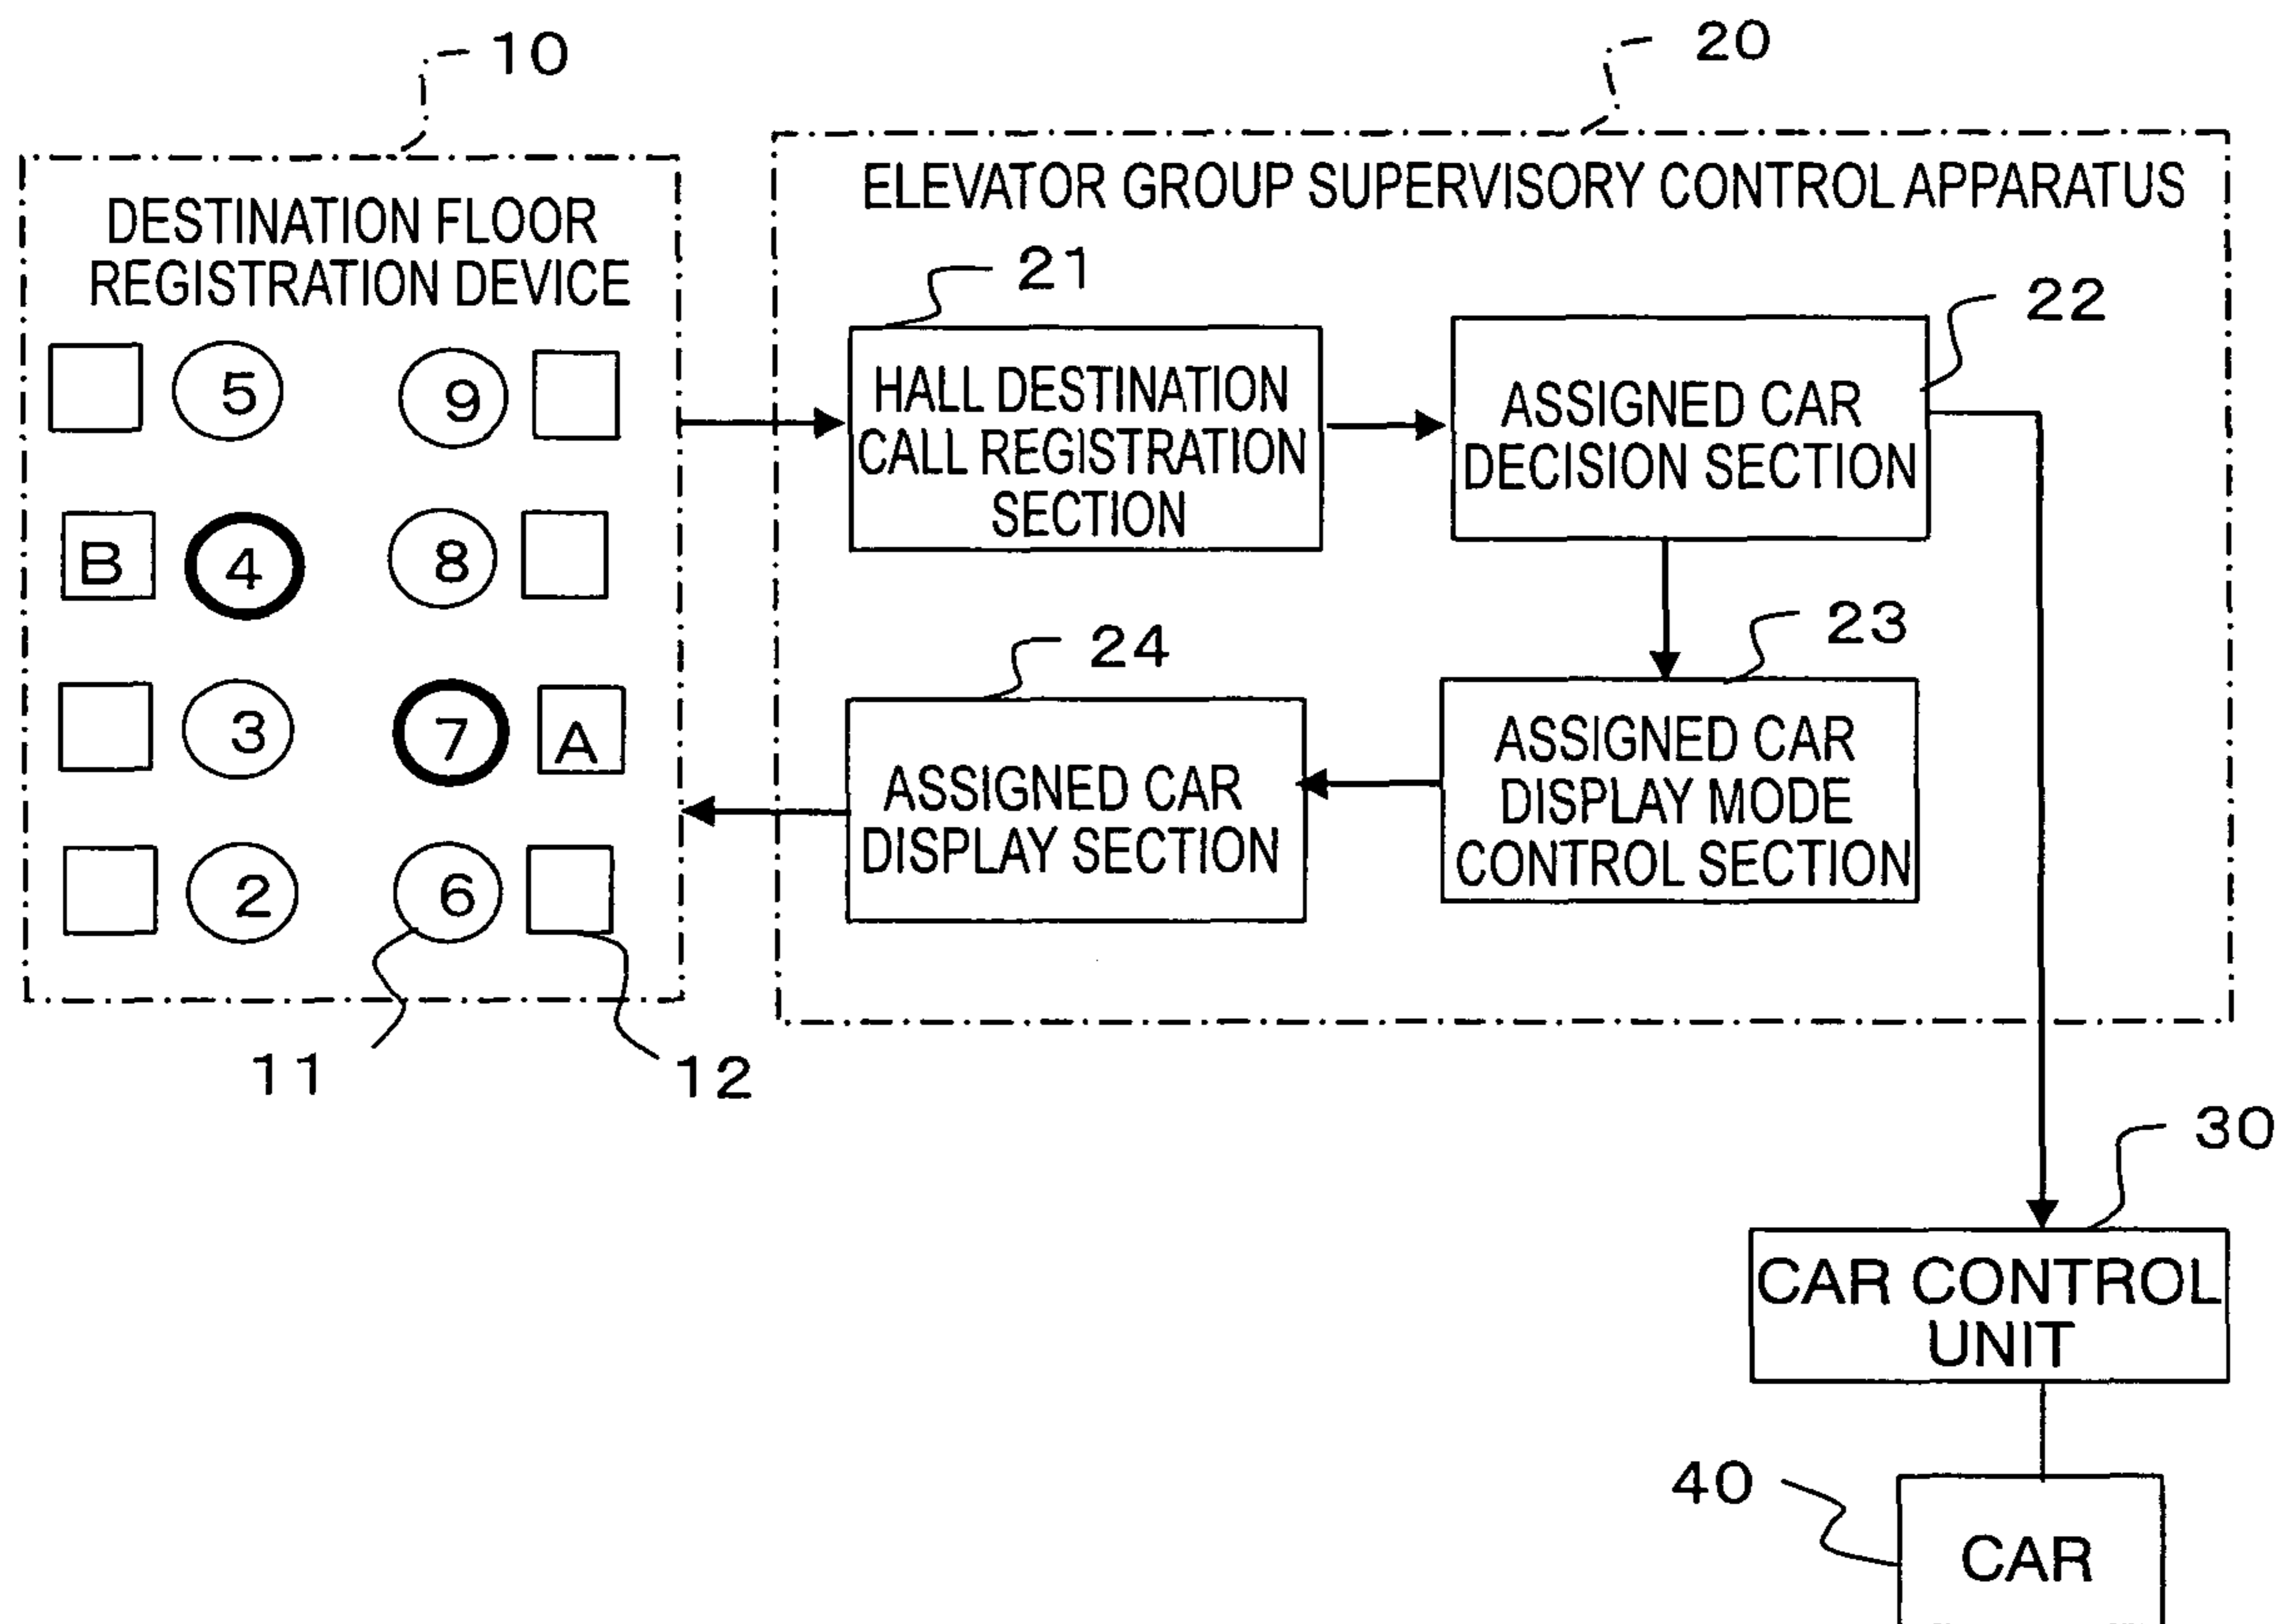 10
20
DESTINATION FLOOR
REGISTRATION DEVICE
5
9
B
4
8
3
7
A
2
6
11
12
ELEVATOR GROUP SUPERVISORY CONTROL APPARATUS
21
HALL DESTINATION
CALL REGISTRATION
SECTION
22
ASSIGNED CAR
DECISION SECTION
23
ASSIGNED CAR
DISPLAY MODE
CONTROL SECTION
24
ASSIGNED CAR
DISPLAY SECTION
30
CAR CONTROL
UNIT
40
CAR